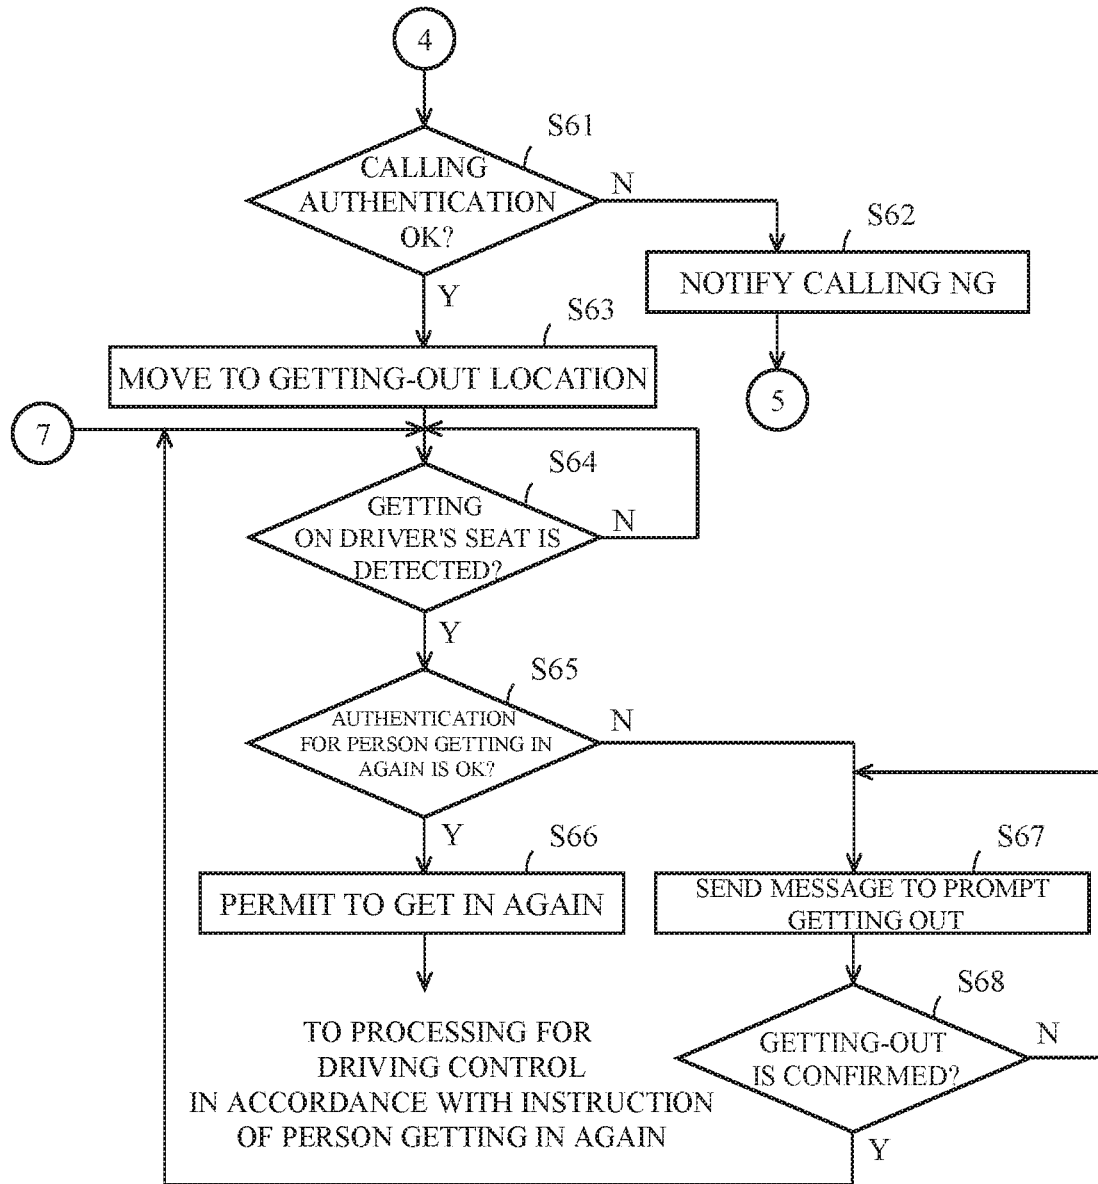 4
S61
CALLING
AUTHENTICATION
OK?
N
Y
S62
NOTIFY CALLING NG
5
S63
MOVE TO GETTING-OUT LOCATION
7
S64
GETTING
ON DRIVER'S SEAT IS
DETECTED?
N
Y
S65
AUTHENTICATION
FOR PERSON GETTING IN
AGAIN IS OK?
N
Y
S66
PERMIT TO GET IN AGAIN
S67
SEND MESSAGE TO PROMPT
GETTING OUT
TO PROCESSING FOR
DRIVING CONTROL
IN ACCORDANCE WITH INSTRUCTION
OF PERSON GETTING IN AGAIN
S68
GETTING-OUT
IS CONFIRMED?
N
Y